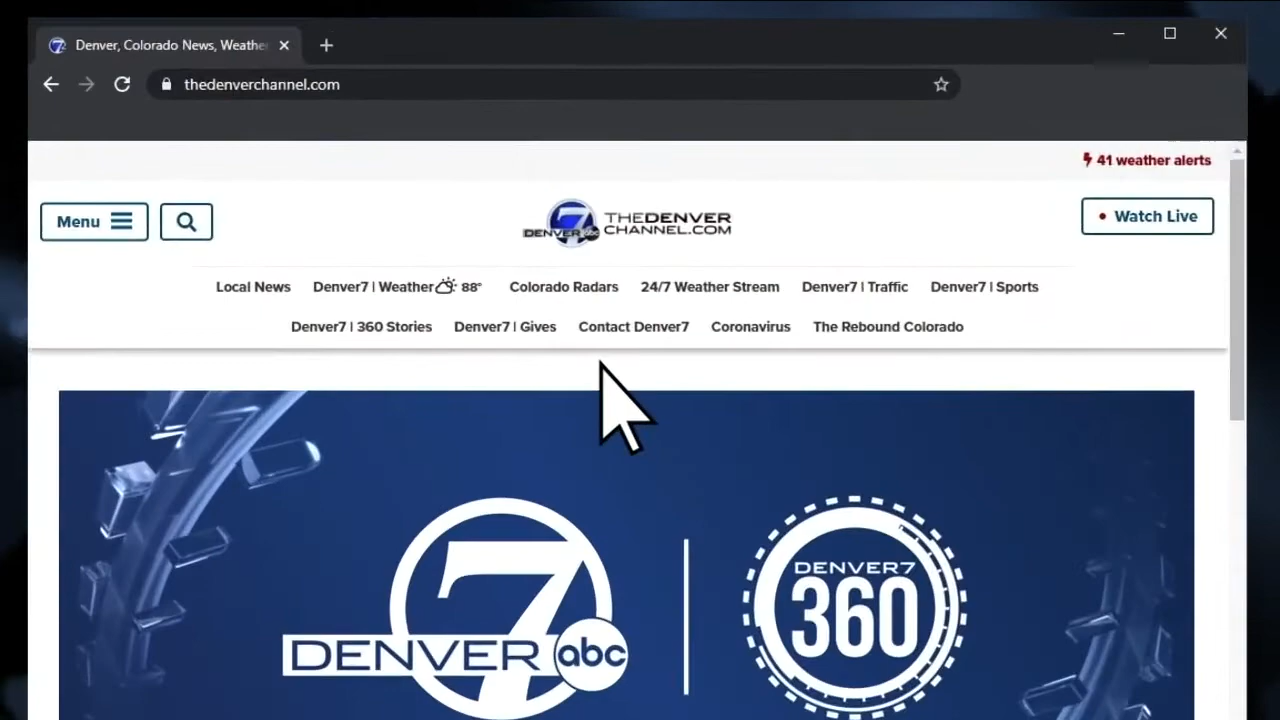 Denver, Colorado News, Weathe
thedenverchannel.com
41 weather alerts
Menu
7 DENVER abc THEDENVER
CHANNEL.COM
Watch Live
Local News Denver7 | Weather 88° Colorado Radars 24/7 Weather Stream Denver7 | Traffic Denver7 | Sports
Denver7 | 360 Stories Denver7 | Gives Contact Denver7 Coronavirus The Rebound Colorado
7
DENVER abc
DENVER7
360